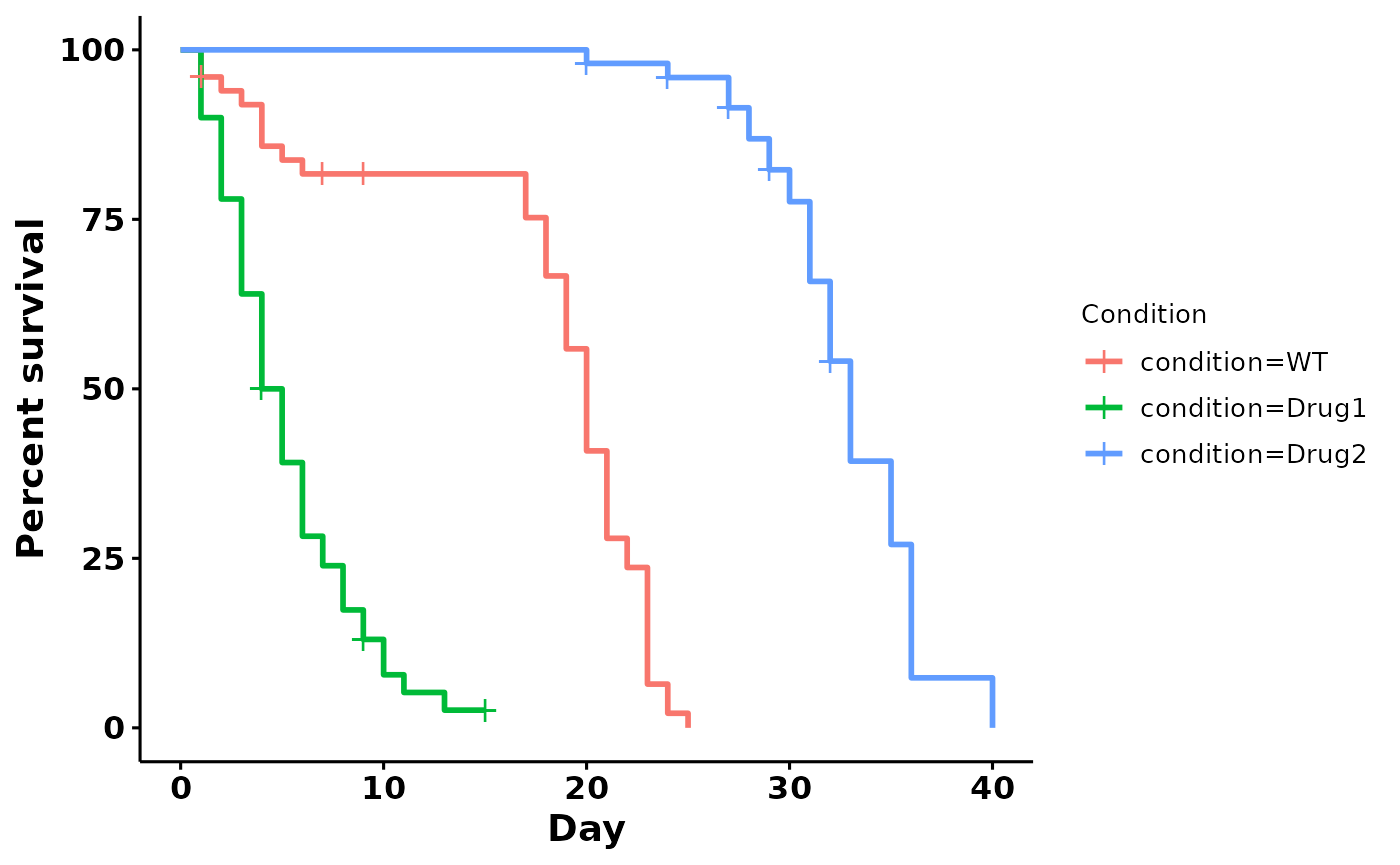 Percent survival
100
75
50
25
0
0 10 20 30 40
Day
Condition
condition=WT
condition=Drug1
condition=Drug2